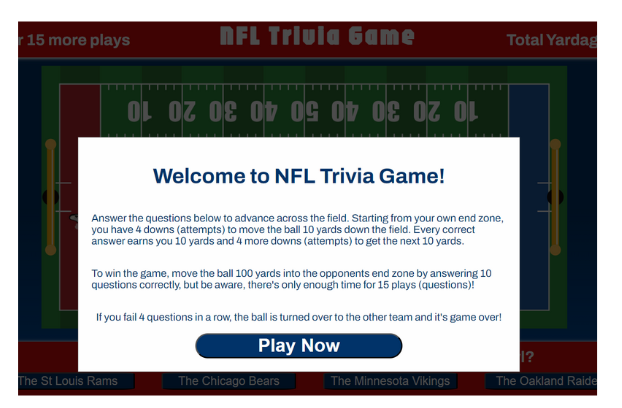 r 15 more plays NFL Trivia Game Total Yardag
10 20 30 40 50 40 30 20 10
Welcome to NFL Trivia Game!
Answer the questions below to advance across the field. Starting from your own end zone,
you have 4 downs (attempts) to move the ball 10 yards down the field. Every correct
answer earns you 10 yards and 4 more downs (attempts) to get the next 10 yards.
To win the game, move the ball 100 yards into the opponents end zone by answering 10
questions correctly, but be aware, there's only enough time for 15 plays (questions)!
If you fail 4 questions in a row, the ball is turned over to the other team and it's game over!
Play Now
l?
The St Louis Rams The Chicago Bears The Minnesota Vikings The Oakland Raide